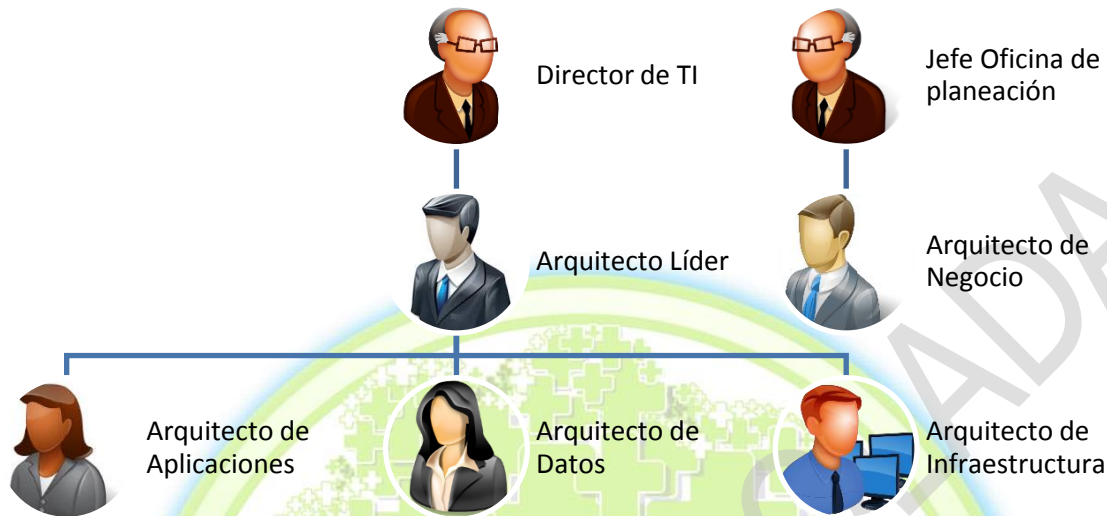 Director de TI
Jefe Oficina de
planeación
Arquitecto Líder
Arquitecto de
Negocio
Arquitecto de
Aplicaciones
Arquitecto de
Datos
Arquitecto de
Infraestructura